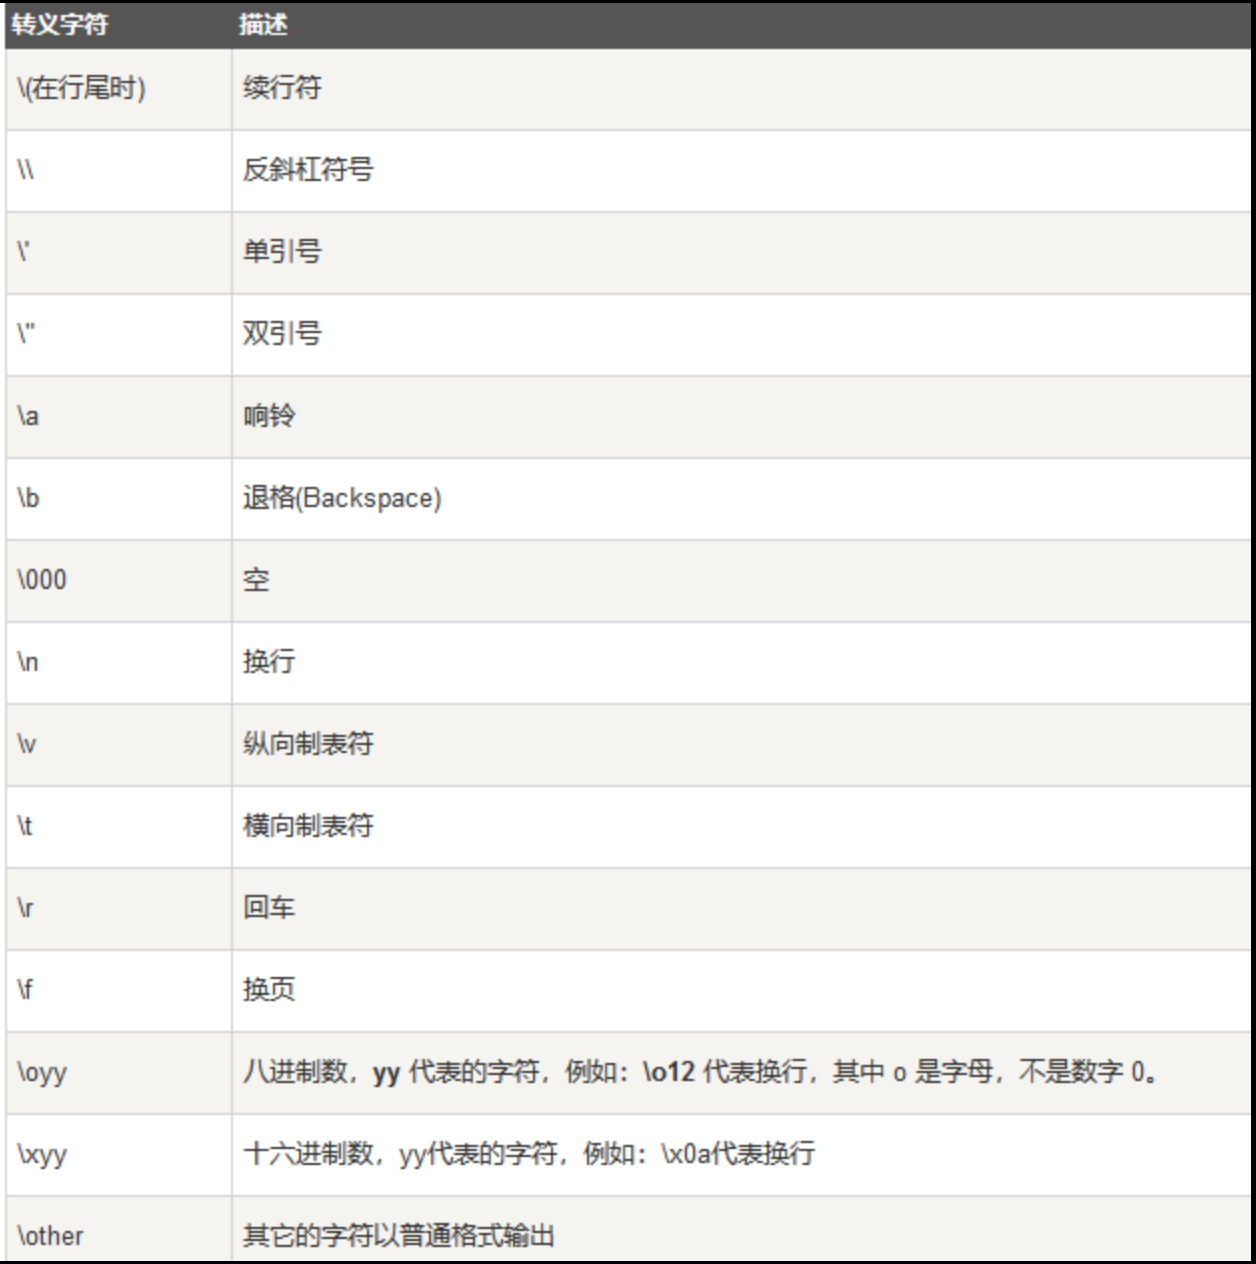 转义字符 描述
\(在行尾时) 续行符
\\ 反斜杠符号
\' 单引号
\" 双引号
\a 响铃
\b 退格(Backspace)
\000 空
\n 换行
\v 纵向制表符
\t 横向制表符
\r 回车
\f 换页
\oyy 八进制数，yy 代表的字符，例如：\o12 代表换行，其中 o 是字母，不是数字 0。
\xyy 十六进制数，yy代表的字符，例如：\x0a代表换行
\other 其它的字符以普通格式输出